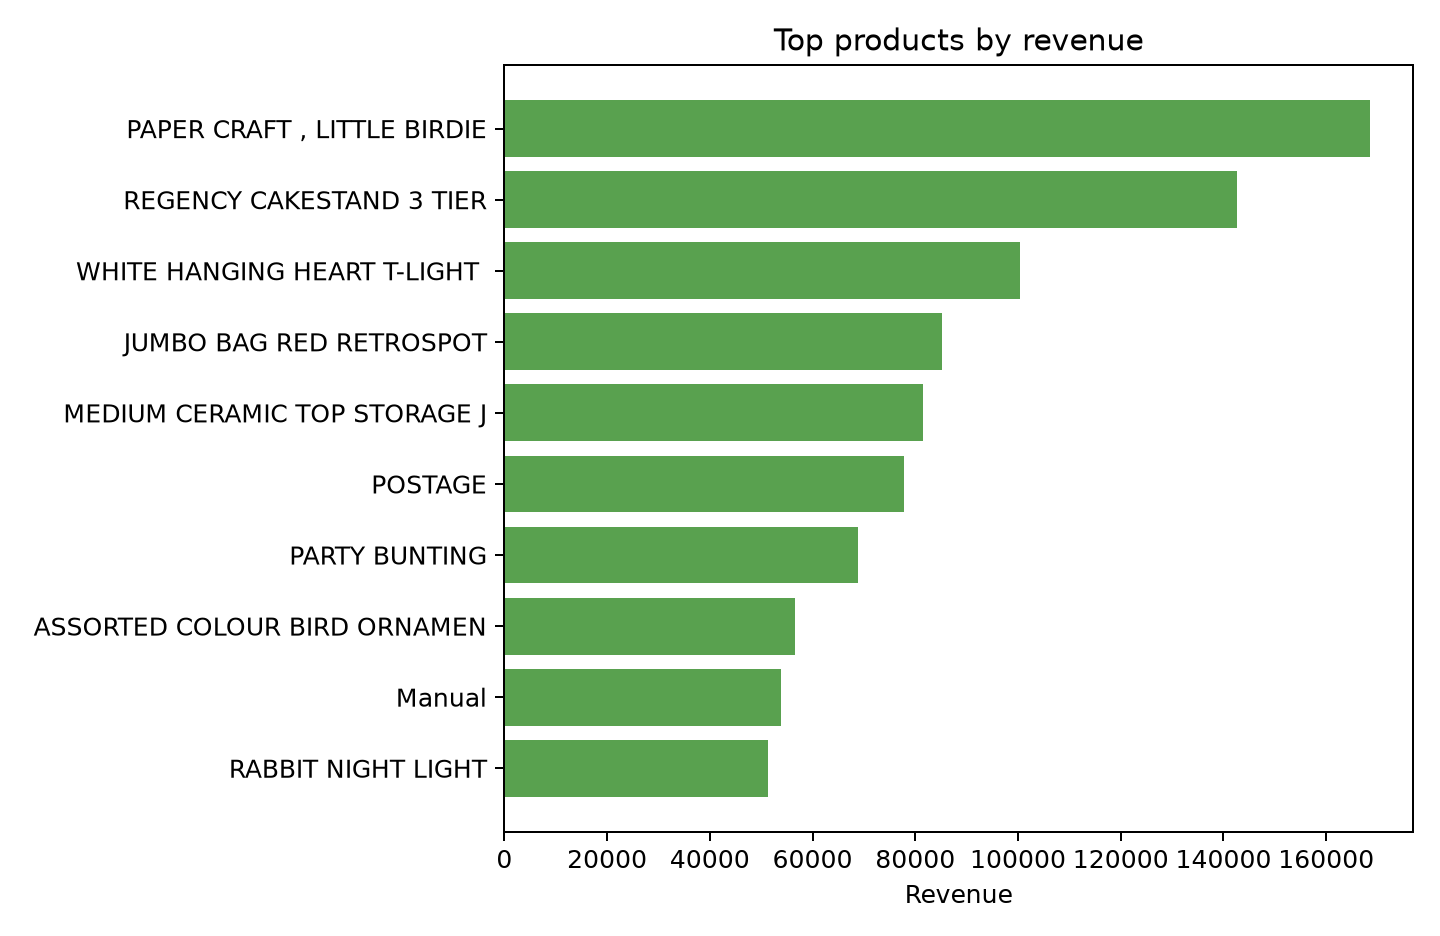 Top products by revenue
PAPER CRAFT , LITTLE BIRDIE
REGENCY CAKESTAND 3 TIER
WHITE HANGING HEART T-LIGHT
JUMBO BAG RED RETROSPOT
MEDIUM CERAMIC TOP STORAGE J
POSTAGE
PARTY BUNTING
ASSORTED COLOUR BIRD ORNAMEN
Manual
RABBIT NIGHT LIGHT
0 20000 40000 60000 80000 100000 120000 140000 160000
Revenue